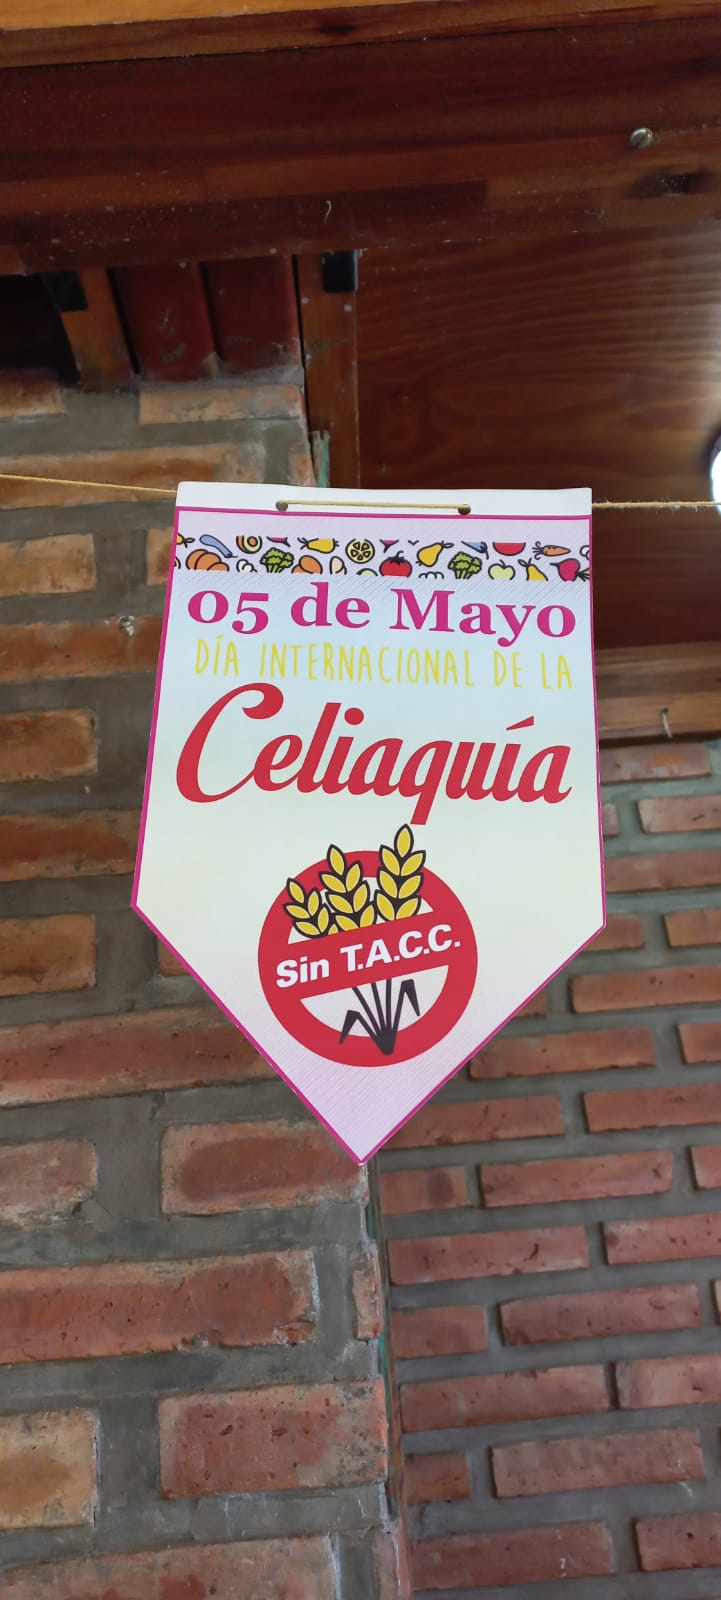 05 de Mayo
DÍA INTERNACIONAL DE LA
Celiaquía
Sin T.A.C.C.